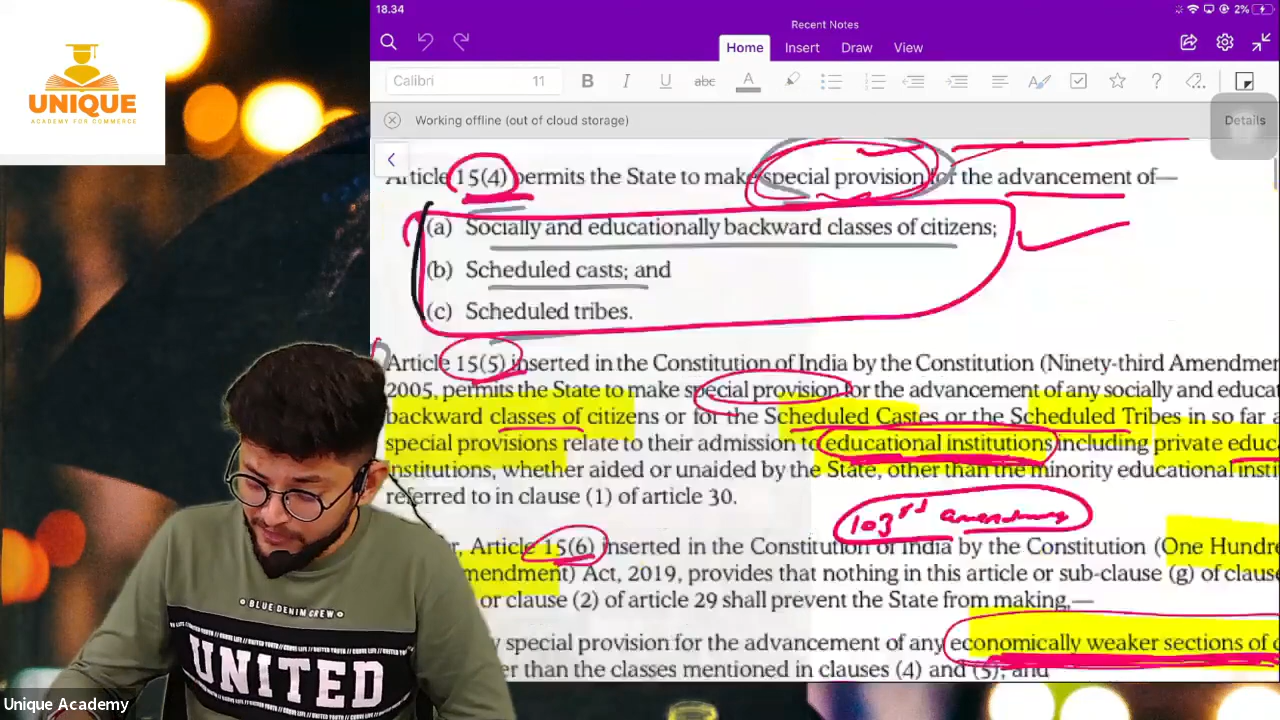 18.34
Recent Notes
2%
Home Insert Draw View
Calibri 11 B I U abc A
Working offline (out of cloud storage)
Details
UNIQUE
ACADEMY FOR COMMERCE
Article 15(4) permits the State to make special provision for the advancement of—
(a) Socially and educationally backward classes of citizens;
(b) Scheduled casts; and
(c) Scheduled tribes.
Article 15(5) inserted in the Constitution of India by the Constitution (Ninety-third Amendmen
2005, permits the State to make special provision for the advancement of any socially and educat
backward classes of citizens or for the Scheduled Castes or the Scheduled Tribes in so far a
special provisions relate to their admission to educational institutions including private educ
institutions, whether aided or unaided by the State, other than the minority educational insti
referred to in clause (1) of article 30.
103rd amendment
r, Article 15(6) inserted in the Constitution of India by the Constitution (One Hundre
mendment) Act, 2019, provides that nothing in this article or sub-clause (g) of clause
or clause (2) of article 29 shall prevent the State from making,—
y special provision for the advancement of any economically weaker sections of c
er than the classes mentioned in clauses (4) and (5); and
BLUE DENIM CREW
UNITED
Unique Academy